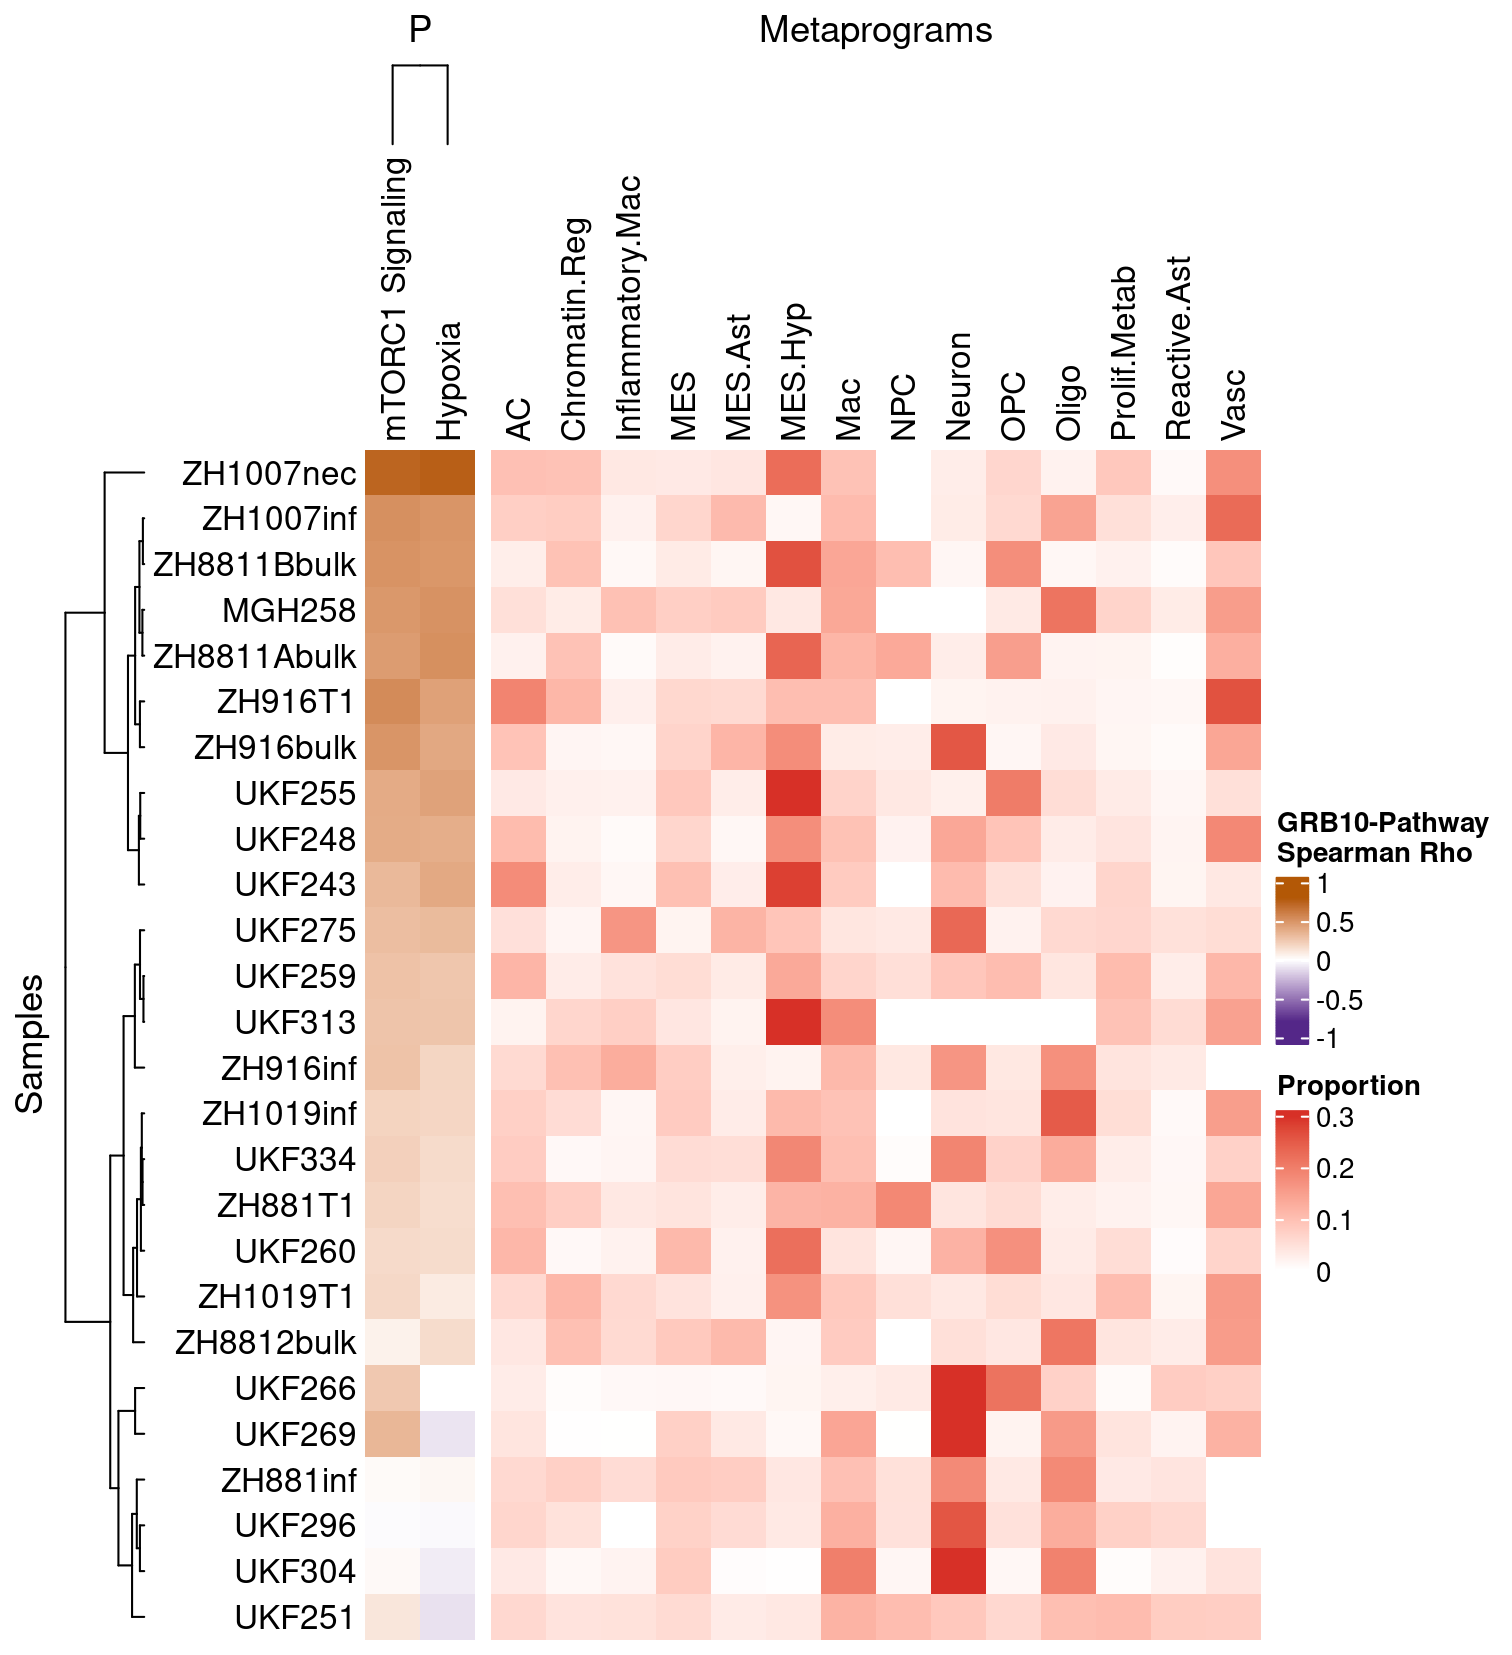 P
Metaprograms
mTORC1 Signaling
Hypoxia
AC
Chromatin.Reg
Inflammatory.Mac
MES
MES.Ast
MES.Hyp
Mac
NPC
Neuron
OPC
Oligo
Prolif.Metab
Reactive.Ast
Vasc
Samples
ZH1007nec
ZH1007inf
ZH8811Bbulk
MGH258
ZH8811Abulk
ZH916T1
ZH916bulk
UKF255
UKF248
UKF243
UKF275
UKF259
UKF313
ZH916inf
ZH1019inf
UKF334
ZH881T1
UKF260
ZH1019T1
ZH8812bulk
UKF266
UKF269
ZH881inf
UKF296
UKF304
UKF251
GRB10-Pathway
Spearman Rho
1
0.5
0
-0.5
-1
Proportion
0.3
0.2
0.1
0